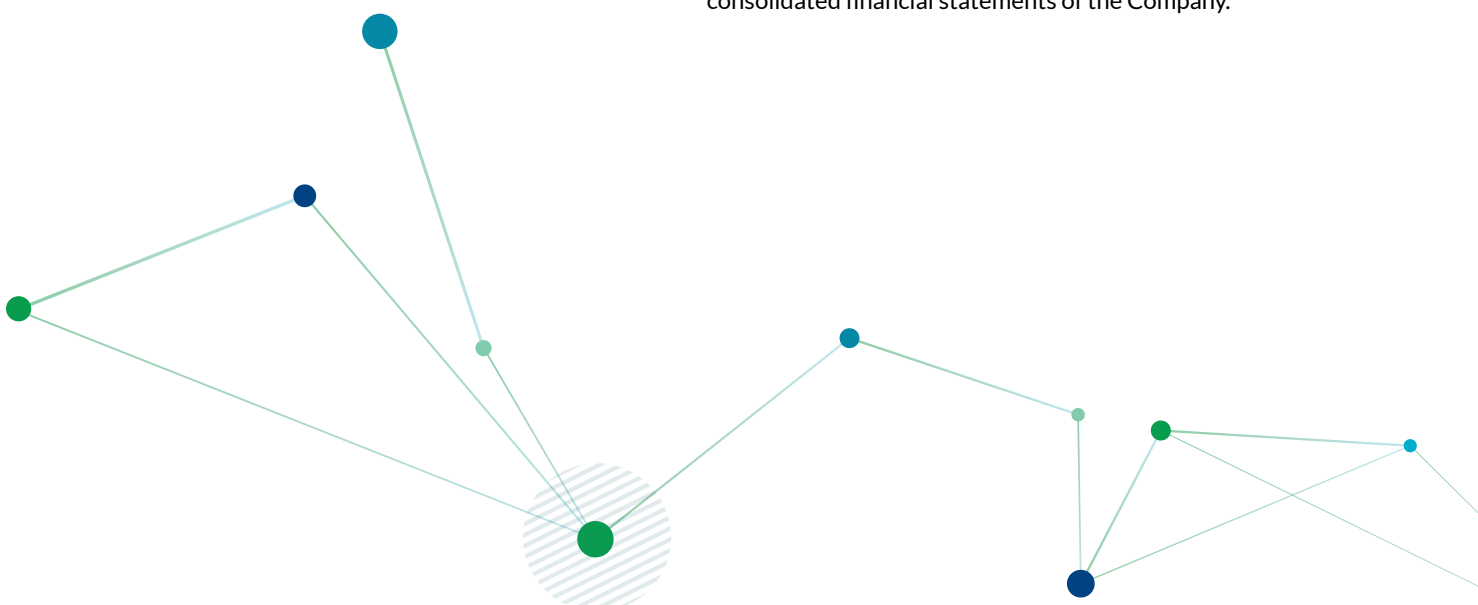 consolidated financial statements of the Company.